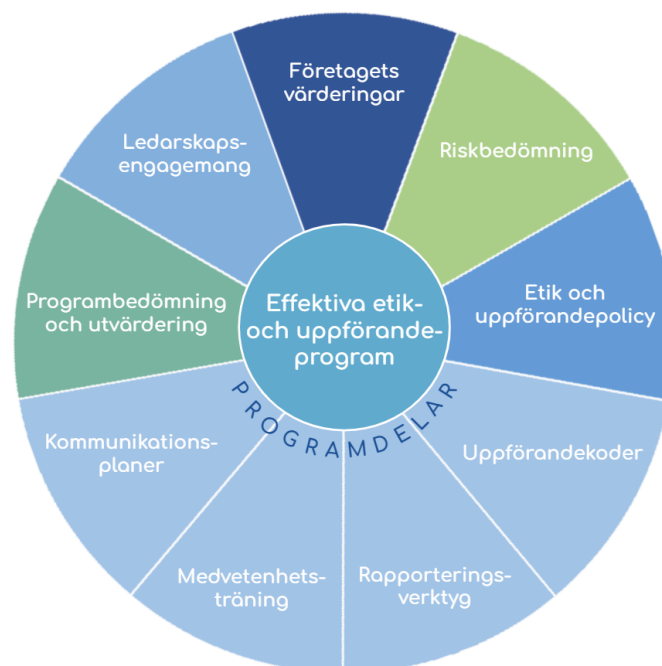 Företagets
värderingar
Riskbedömning
Etik och
uppförandepolicy
Uppförandekoder
Rapporterings-
verktyg
Medvetenhets-
träning
Kommunikations-
planer
Programbedömning
och utvärdering
Ledarskaps-
engagemang
Effektiva etik-
och uppförande-
program
PROGRAMDELAR